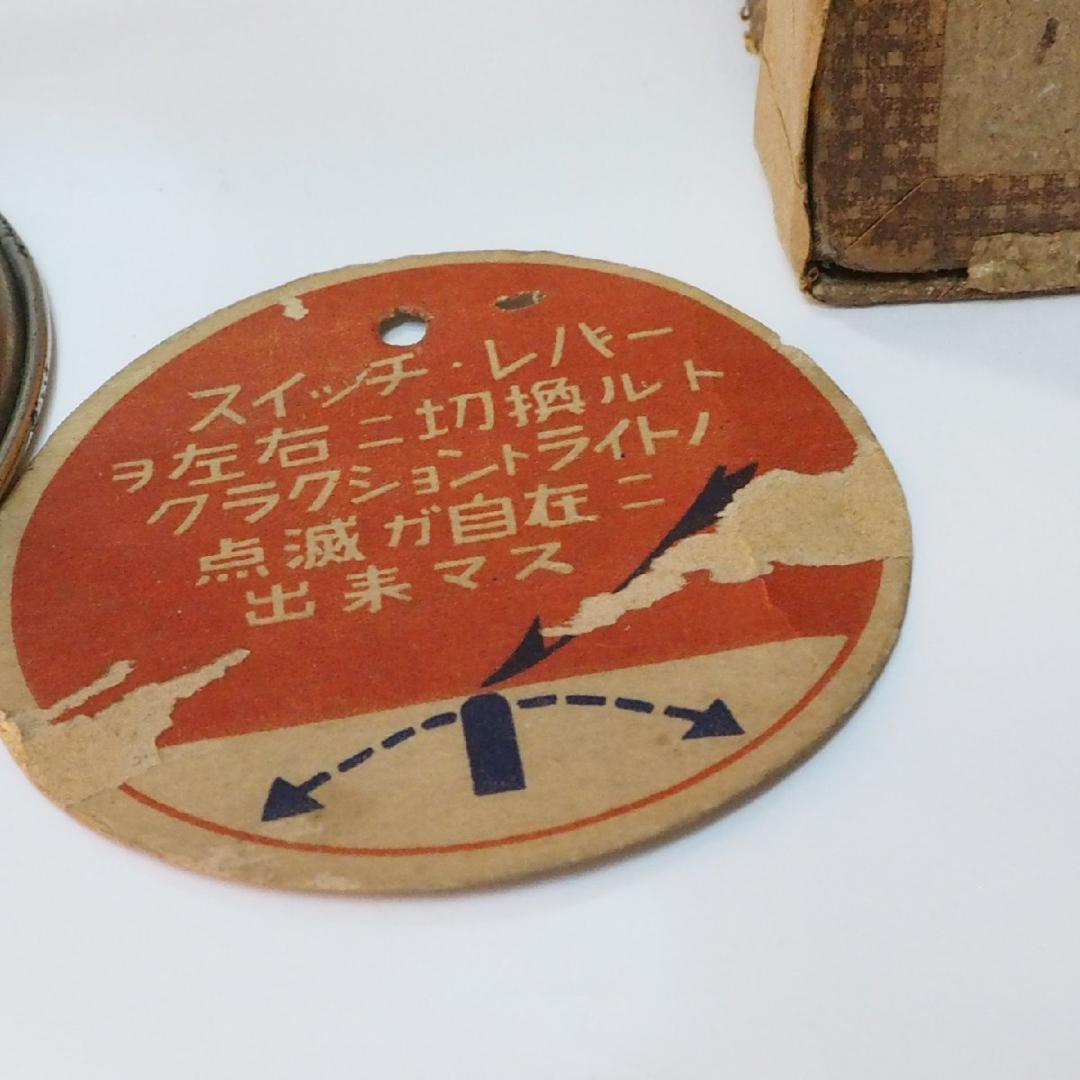 スイッチ・レバー
ヲ左右ニ切換ルト
クラクショントライトノ
点滅ガ自在ニ
出来マス